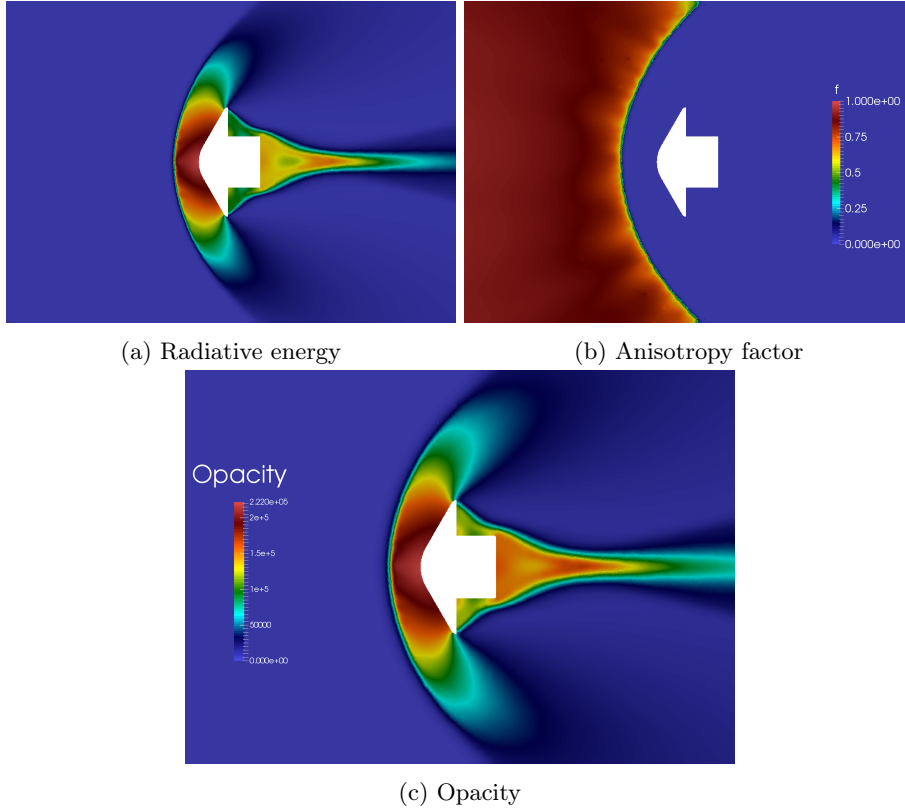 f
1.000e+00
0.75
0.5
0.25
0.000e+00
(a) Radiative energy
(b) Anisotropy factor
Opacity
2.220e+05
2e+5
1.5e+5
1e+5
50000
0.000e+00
(c) Opacity